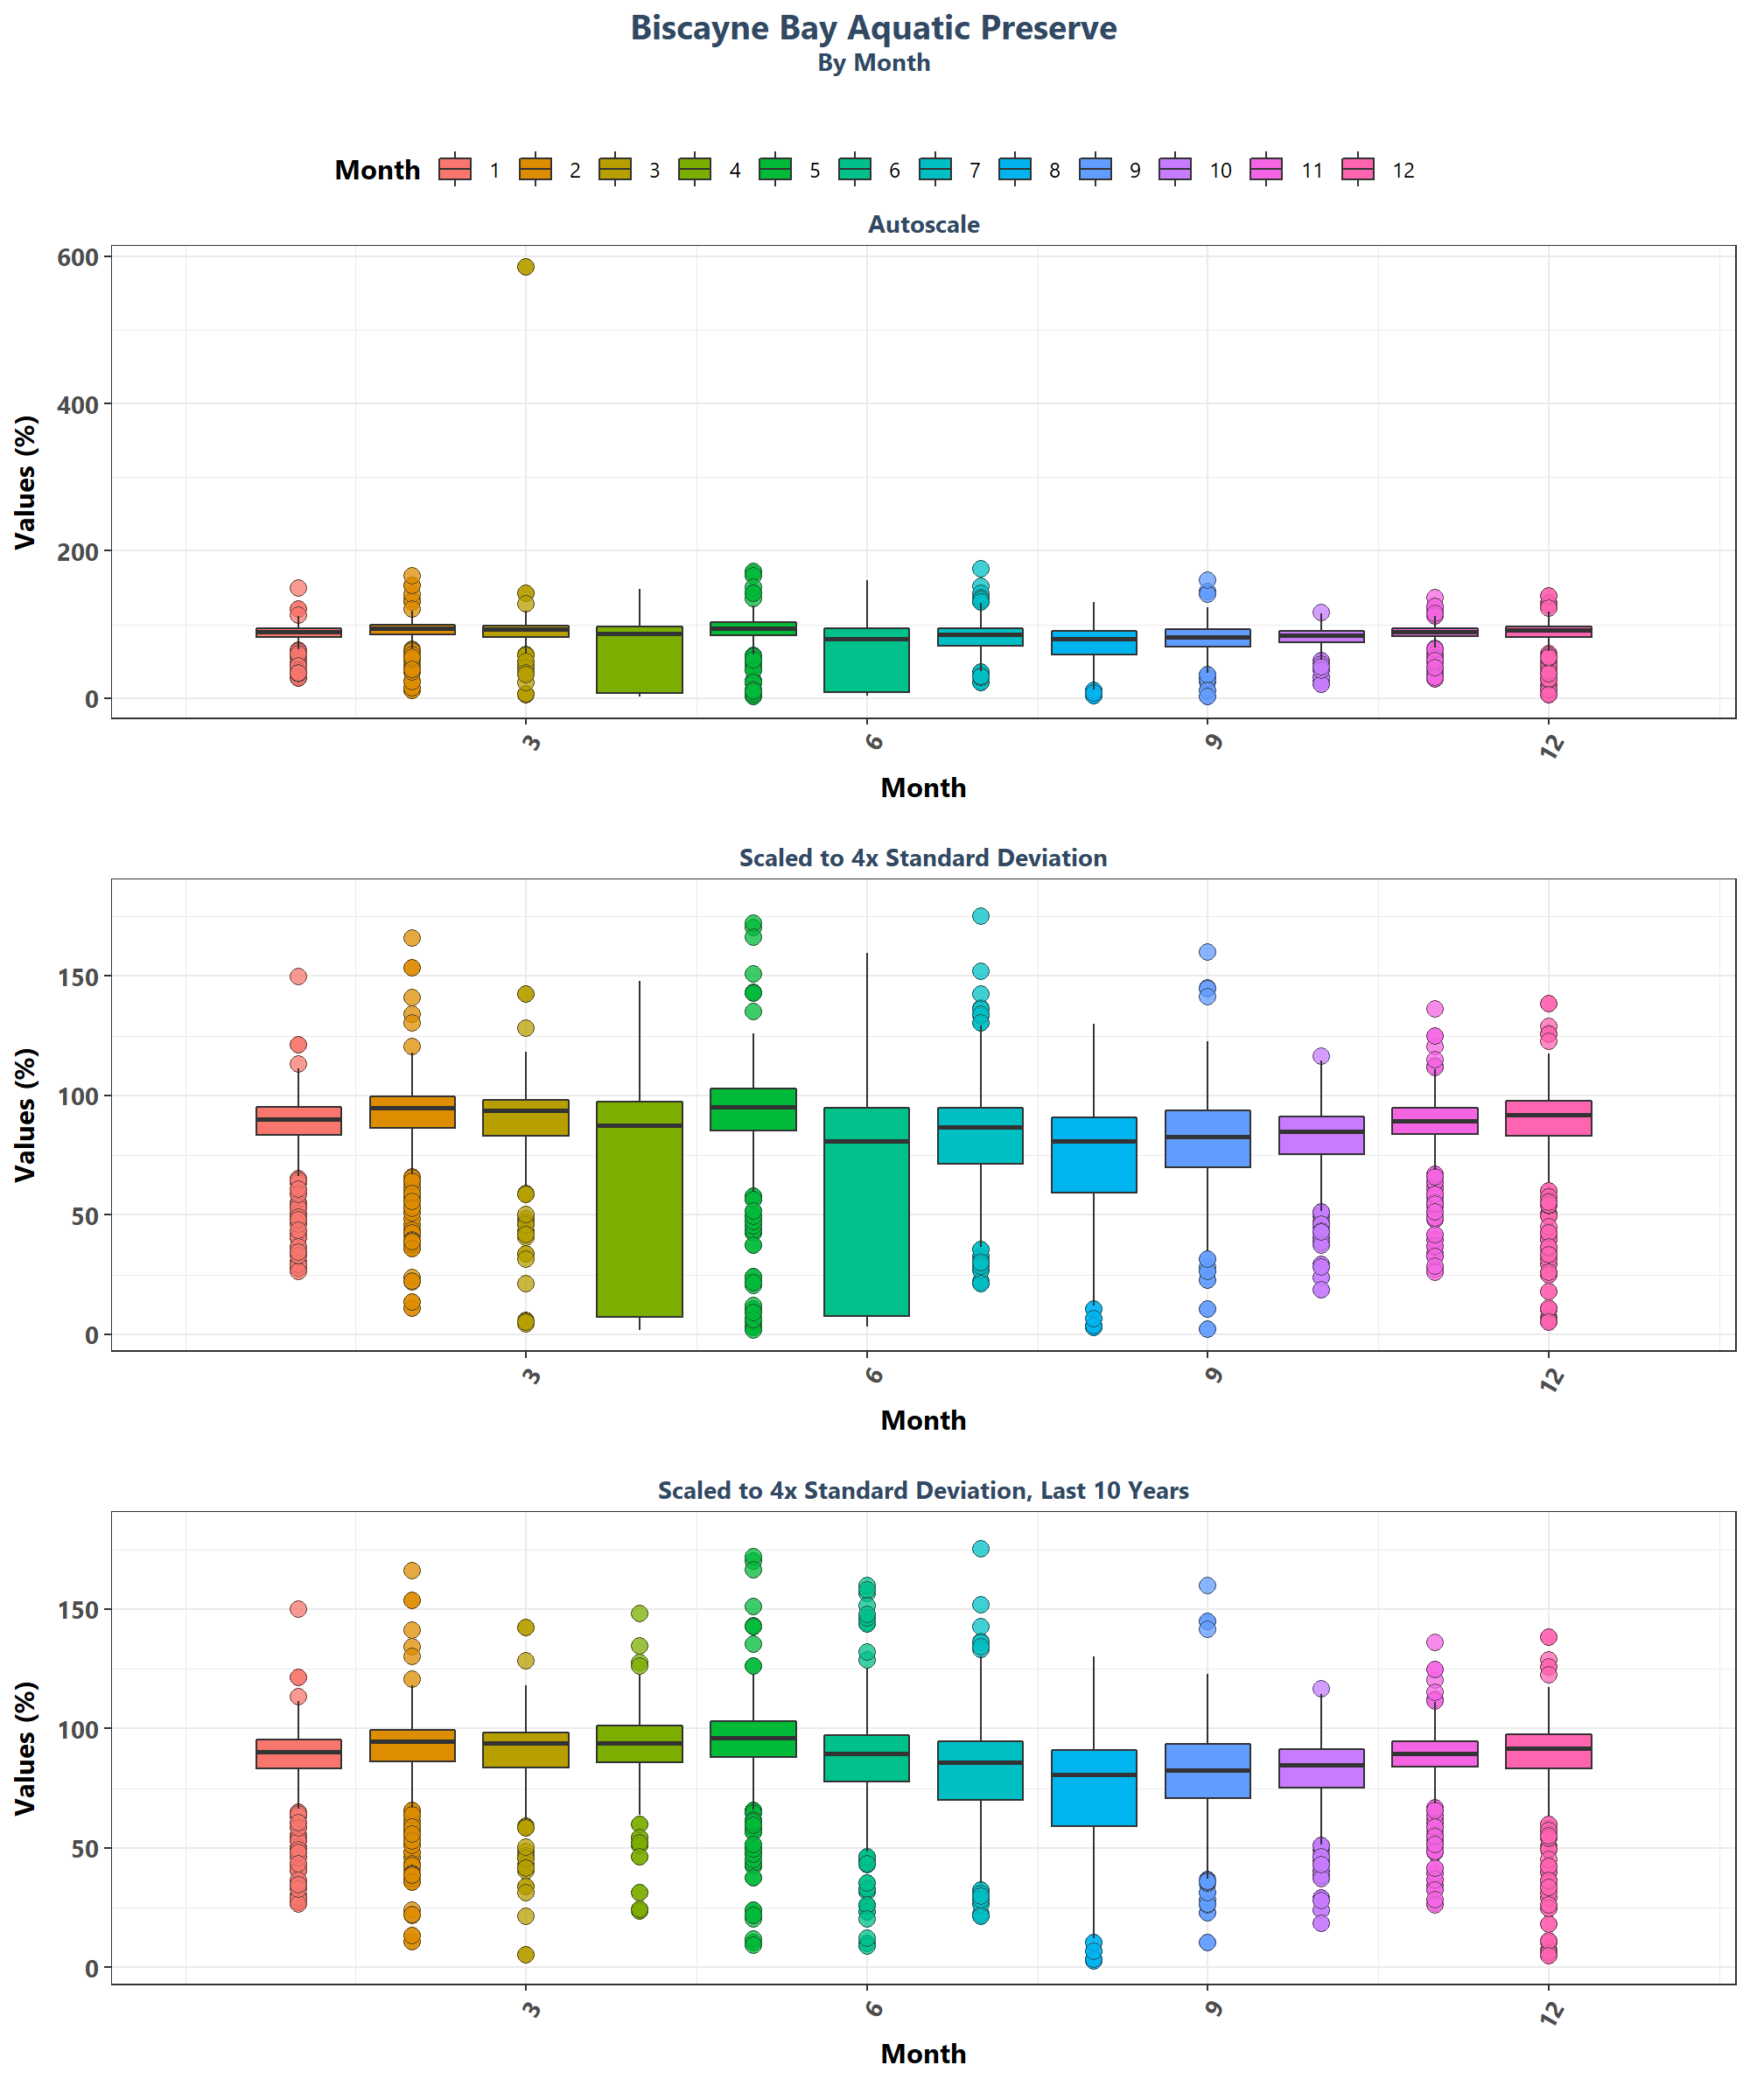 Biscayne Bay Aquatic Preserve
By Month
Month 1 2 3 4 5 6 7 8 9 10 11 12
Autoscale
Values (%)
600
400
200
0
3 6 9 12
Month
Scaled to 4x Standard Deviation
Values (%)
150
100
50
0
3 6 9 12
Month
Scaled to 4x Standard Deviation, Last 10 Years
Values (%)
150
100
50
0
3 6 9 12
Month